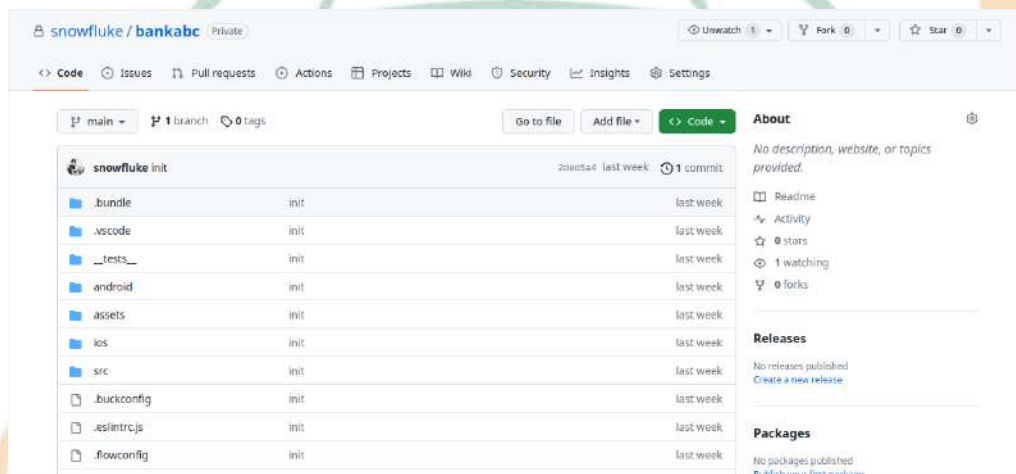 snowfluke / bankabc Private
Unwatch 1 Fork 0 Star 0
<> Code Issues Pull requests Actions Projects Wiki Security Insights Settings
main 1 branch 0 tags Go to file Add file <> Code
snowfluke init last week 1 commit
.bundle init last week
.vscode init last week
__tests__ init last week
android init last week
assets init last week
ios init last week
src init last week
.buckconfig init last week
.eslintrc.js init last week
.flowconfig init last week
About
No description, website, or topics
provided.
Readme
Activity
0 stars
1 watching
0 forks
Releases
No releases published
Create a new release
Packages
No packages published
Publish your first package